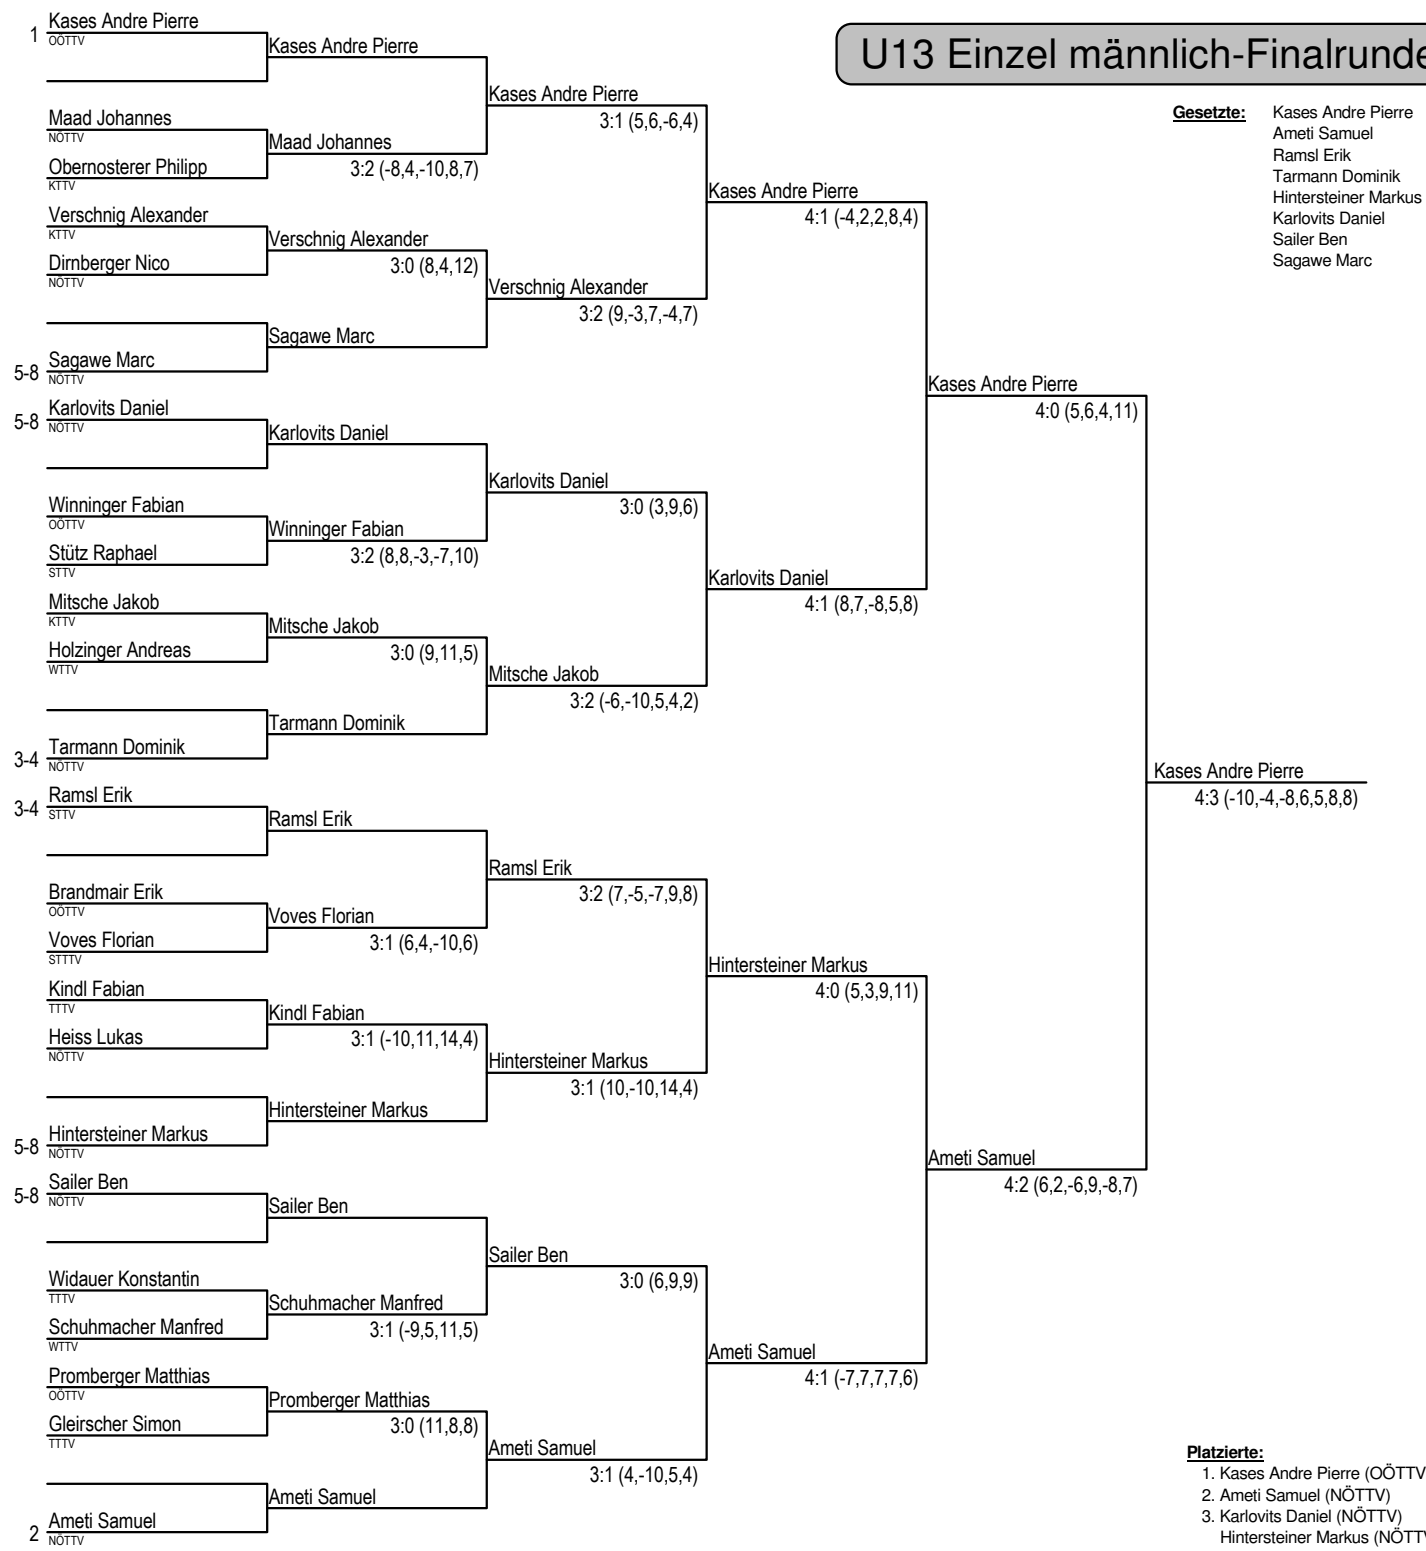 U13 Einzel männlich-Finalrunde
Gesetzte: Kases Andre Pierre
Ameti Samuel
Ramsl Erik
Tarmann Dominik
Hintersteiner Markus
Karlovits Daniel
Sailer Ben
Sagawe Marc
1 Kases Andre Pierre
OÖTTV
Maad Johannes
NÖTTV
Obernosterer Philipp
KTTV
Verschnig Alexander
KTTV
Dirnberger Nico
NÖTTV
5-8 Sagawe Marc
NÖTTV
5-8 Karlovits Daniel
NÖTTV
Winninger Fabian
OÖTTV
Stütz Raphael
STTV
Mitsche Jakob
KTTV
Holzinger Andreas
WTTV
3-4 Tarmann Dominik
NÖTTV
3-4 Ramsl Erik
STTV
Brandmair Erik
OÖTTV
Voves Florian
STTTV
Kindl Fabian
TTTV
Heiss Lukas
NÖTTV
5-8 Hintersteiner Markus
NÖTTV
5-8 Sailer Ben
NÖTTV
Widauer Konstantin
TTTV
Schuhmacher Manfred
WTTV
Promberger Matthias
OÖTTV
Gleirscher Simon
TTTV
2 Ameti Samuel
NÖTTV
Kases Andre Pierre
Maad Johannes
3:2 (-8,4,-10,8,7)
Verschnig Alexander
3:0 (8,4,12)
Sagawe Marc
Karlovits Daniel
Winninger Fabian
3:2 (8,8,-3,-7,10)
Mitsche Jakob
3:0 (9,11,5)
Tarmann Dominik
Ramsl Erik
Voves Florian
3:1 (6,4,-10,6)
Kindl Fabian
3:1 (-10,11,14,4)
Hintersteiner Markus
Sailer Ben
Schuhmacher Manfred
3:1 (-9,5,11,5)
Promberger Matthias
3:0 (11,8,8)
Ameti Samuel
Kases Andre Pierre
3:1 (5,6,-6,4)
Verschnig Alexander
3:2 (9,-3,7,-4,7)
Karlovits Daniel
3:0 (3,9,6)
Mitsche Jakob
3:2 (-6,-10,5,4,2)
Ramsl Erik
3:2 (7,-5,-7,9,8)
Hintersteiner Markus
3:1 (10,-10,14,4)
Sailer Ben
3:0 (6,9,9)
Ameti Samuel
3:1 (4,-10,5,4)
Kases Andre Pierre
4:1 (-4,2,2,8,4)
Karlovits Daniel
4:1 (8,7,-8,5,8)
Hintersteiner Markus
4:0 (5,3,9,11)
Ameti Samuel
4:1 (-7,7,7,7,6)
Kases Andre Pierre
4:0 (5,6,4,11)
Ameti Samuel
4:2 (6,2,-6,9,-8,7)
Kases Andre Pierre
4:3 (-10,-4,-8,6,5,8,8)
Platzierte:
1. Kases Andre Pierre (OÖTTV
2. Ameti Samuel (NÖTTV)
3. Karlovits Daniel (NÖTTV)
Hintersteiner Markus (NÖTTV